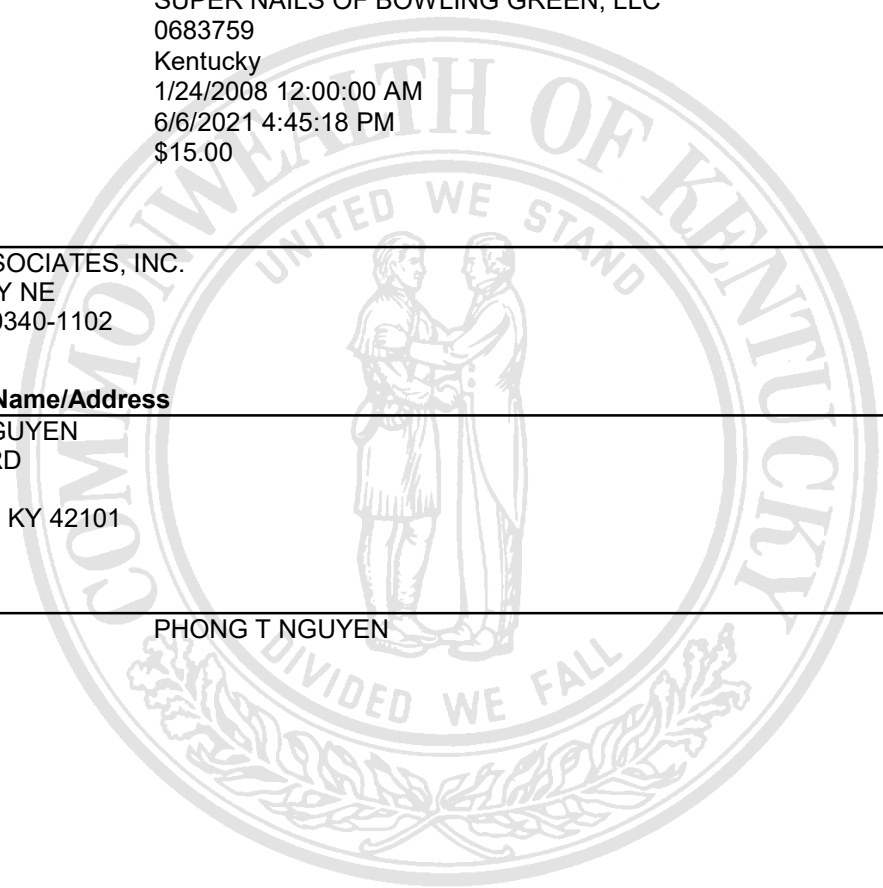 SUPER NAILS OF BOWLING GREEN, LLC
0683759
Kentucky
1/24/2008 12:00:00 AM
6/6/2021 4:45:18 PM
$15.00
SOCIATES, INC.
Y NE
0340-1102
Name/Address
GUYEN
RD
KY 42101
PHONG T NGUYEN
COMMONWEALTH OF KENTUCKY
UNITED WE STAND
DIVIDED WE FALL